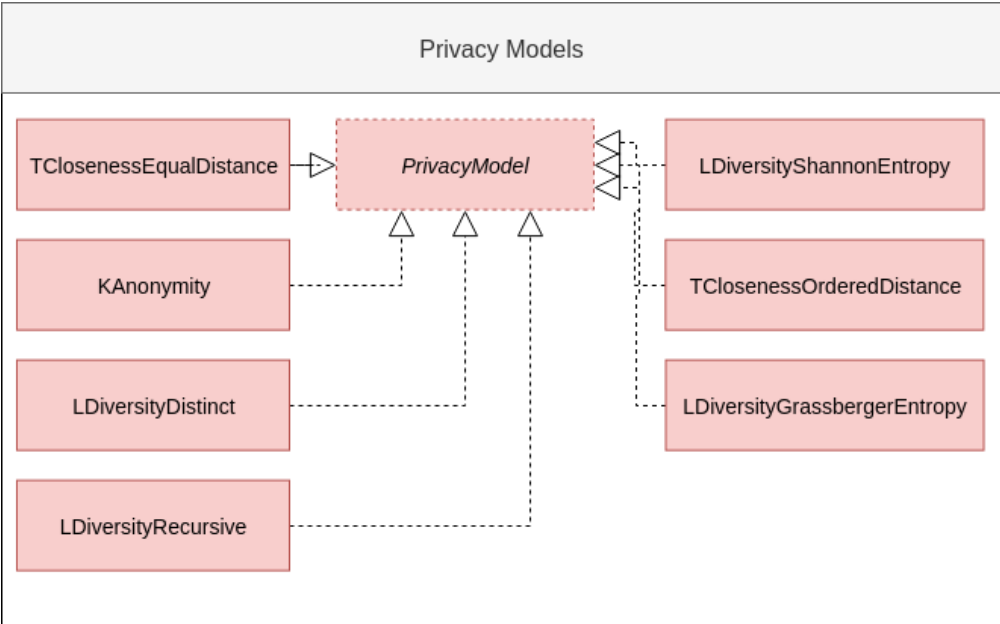 Privacy Models
TClosenessEqualDistance
PrivacyModel
LDiversityShannonEntropy
KAnonymity
TClosenessOrderedDistance
LDiversityDistinct
LDiversityGrassbergerEntropy
LDiversityRecursive